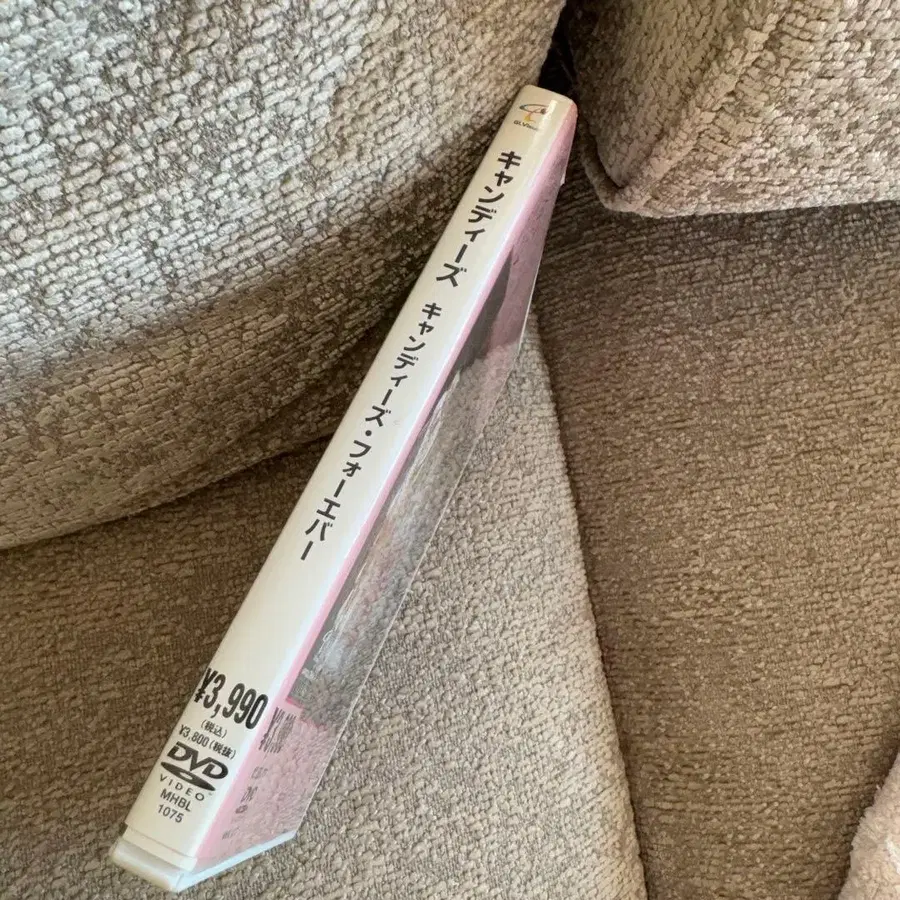 キャンディーズ
キャンディーズ・フォーエバー
¥3,990
(税込)
¥3,800(税抜)
DVD
VIDEO
MHBL
1075